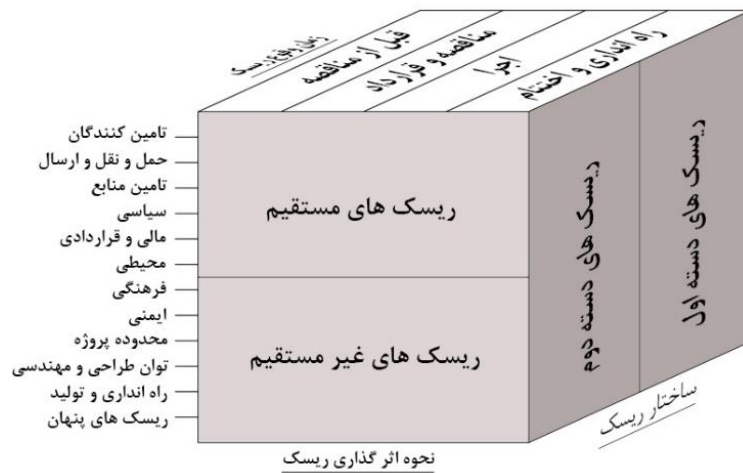 زمان وقوع ریسک
قبل از مناقصه
مناقصه و قرارداد
اجرا
راه اندازی و اختتام
تامین کنندگان
حمل و نقل و ارسال
تامین منابع
سیاسی
مالی و قراردادی
محیطی
فرهنگی
ایمنی
محدوده پروژه
توان طراحی و مهندسی
راه اندازی و تولید
ریسک های پنهان
ریسک های مستقیم
ریسک های غیر مستقیم
ریسک های دسته دوم
ریسک های دسته اول
ساختار ریسک
نحوه اثر گذاری ریسک